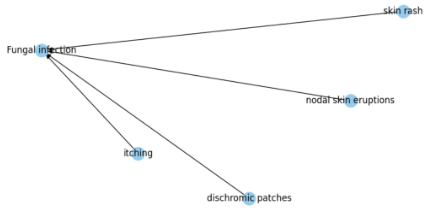 skin rash
Fungal infection
nodal skin eruptions
itching
dischromic patches